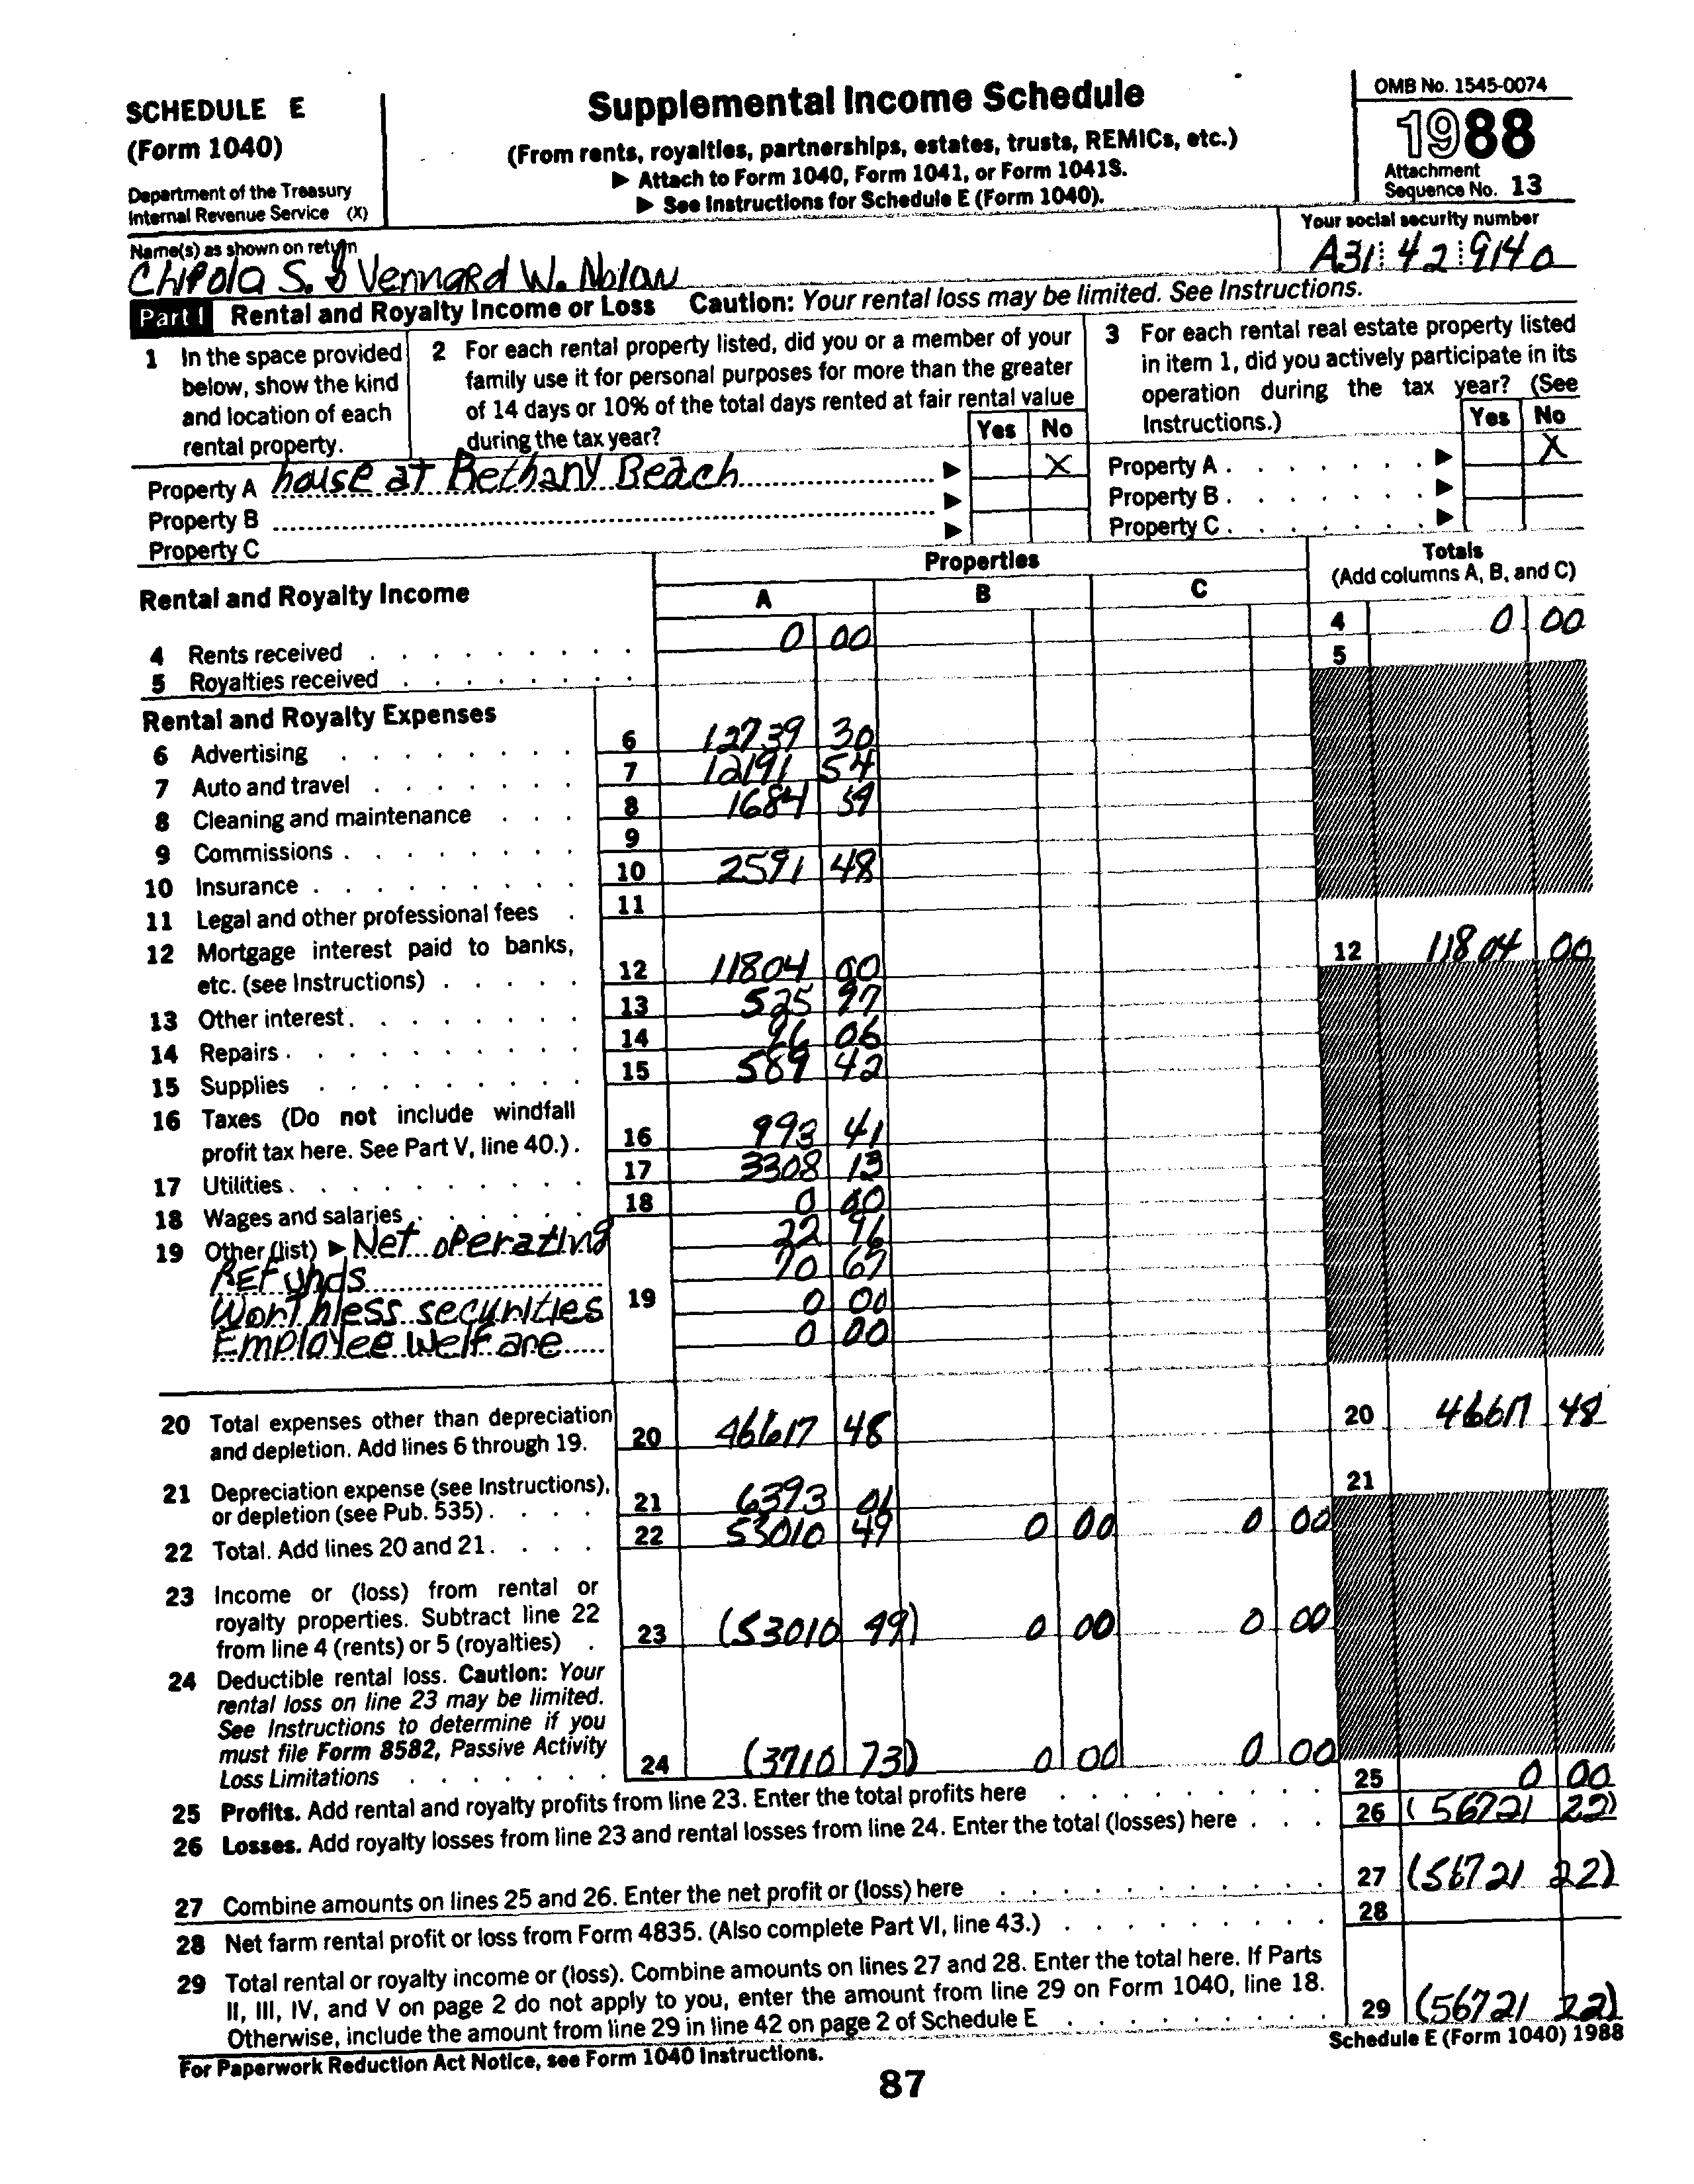 SCHEDULE E
(Form 1040)
Department of the Treasury
Internal Revenue Service (X)
Supplemental Income Schedule
(From rents, royalties, partnerships, estates, trusts, REMICs, etc.)
▶ Attach to Form 1040, Form 1041, or Form 1041S.
▶ See Instructions for Schedule E (Form 1040).
OMB No. 1545-0074
1988
Attachment
Sequence No. 13
Name(s) as shown on return
Chipola S. & Vennard W. Nolan
Your social security number
A31 42 9140
Part I Rental and Royalty Income or Loss Caution: Your rental loss may be limited. See Instructions.
1 In the space provided
below, show the kind
and location of each
rental property.
2 For each rental property listed, did you or a member of your
family use it for personal purposes for more than the greater
of 14 days or 10% of the total days rented at fair rental value
during the tax year?
Yes No
3 For each rental real estate property listed
in item 1, did you actively participate in its
operation during the tax year? (See
Instructions.)
Yes No
Property A house at Bethany Beach ▶ X Property A . . . . . . . ▶ X
Property B ▶ Property B . . . . . . . ▶
Property C ▶ Property C . . . . . . . ▶
Rental and Royalty Income
Properties
A B C
Totals
(Add columns A, B, and C)
4 Rents received 0 00 4 0 00
5 Royalties received 5
Rental and Royalty Expenses
6 Advertising 6 12739 30
7 Auto and travel 7 12191 54
8 Cleaning and maintenance 8 1684 59
9 Commissions 9
10 Insurance 10 2591 48
11 Legal and other professional fees 11
12 Mortgage interest paid to banks,
etc. (see Instructions) 12 11804 00 12 11804 00
13 Other interest 13 525 97
14 Repairs 14 96 06
15 Supplies 15 589 42
16 Taxes (Do not include windfall
profit tax here. See Part V, line 40.) 16 993 41
17 Utilities 17 3308 13
18 Wages and salaries 18 0 00
19 Other (list) ▶ Net operating 22 96
Refunds 70 67
Worthless securities 19 0 00
Employee welfare 0 00
20 Total expenses other than depreciation
and depletion. Add lines 6 through 19. 20 46617 48 20 46617 48
21 Depreciation expense (see Instructions),
or depletion (see Pub. 535) 21 6393 01 21
22 Total. Add lines 20 and 21. 22 53010 49 0 00 0 00
23 Income or (loss) from rental or
royalty properties. Subtract line 22
from line 4 (rents) or 5 (royalties) 23 (53010 49) 0 00 0 00
24 Deductible rental loss. Caution: Your
rental loss on line 23 may be limited.
See Instructions to determine if you
must file Form 8582, Passive Activity
Loss Limitations 24 (3710 73) 0 00 0 00
25 Profits. Add rental and royalty profits from line 23. Enter the total profits here 25 0 00
26 Losses. Add royalty losses from line 23 and rental losses from line 24. Enter the total (losses) here 26 (56721 22)
27 Combine amounts on lines 25 and 26. Enter the net profit or (loss) here 27 (56721 22)
28 Net farm rental profit or loss from Form 4835. (Also complete Part VI, line 43.) 28
29 Total rental or royalty income or (loss). Combine amounts on lines 27 and 28. Enter the total here. If Parts
II, III, IV, and V on page 2 do not apply to you, enter the amount from line 29 on Form 1040, line 18.
Otherwise, include the amount from line 29 in line 42 on page 2 of Schedule E 29 (56721 22)
For Paperwork Reduction Act Notice, see Form 1040 Instructions.
Schedule E (Form 1040) 1988
87